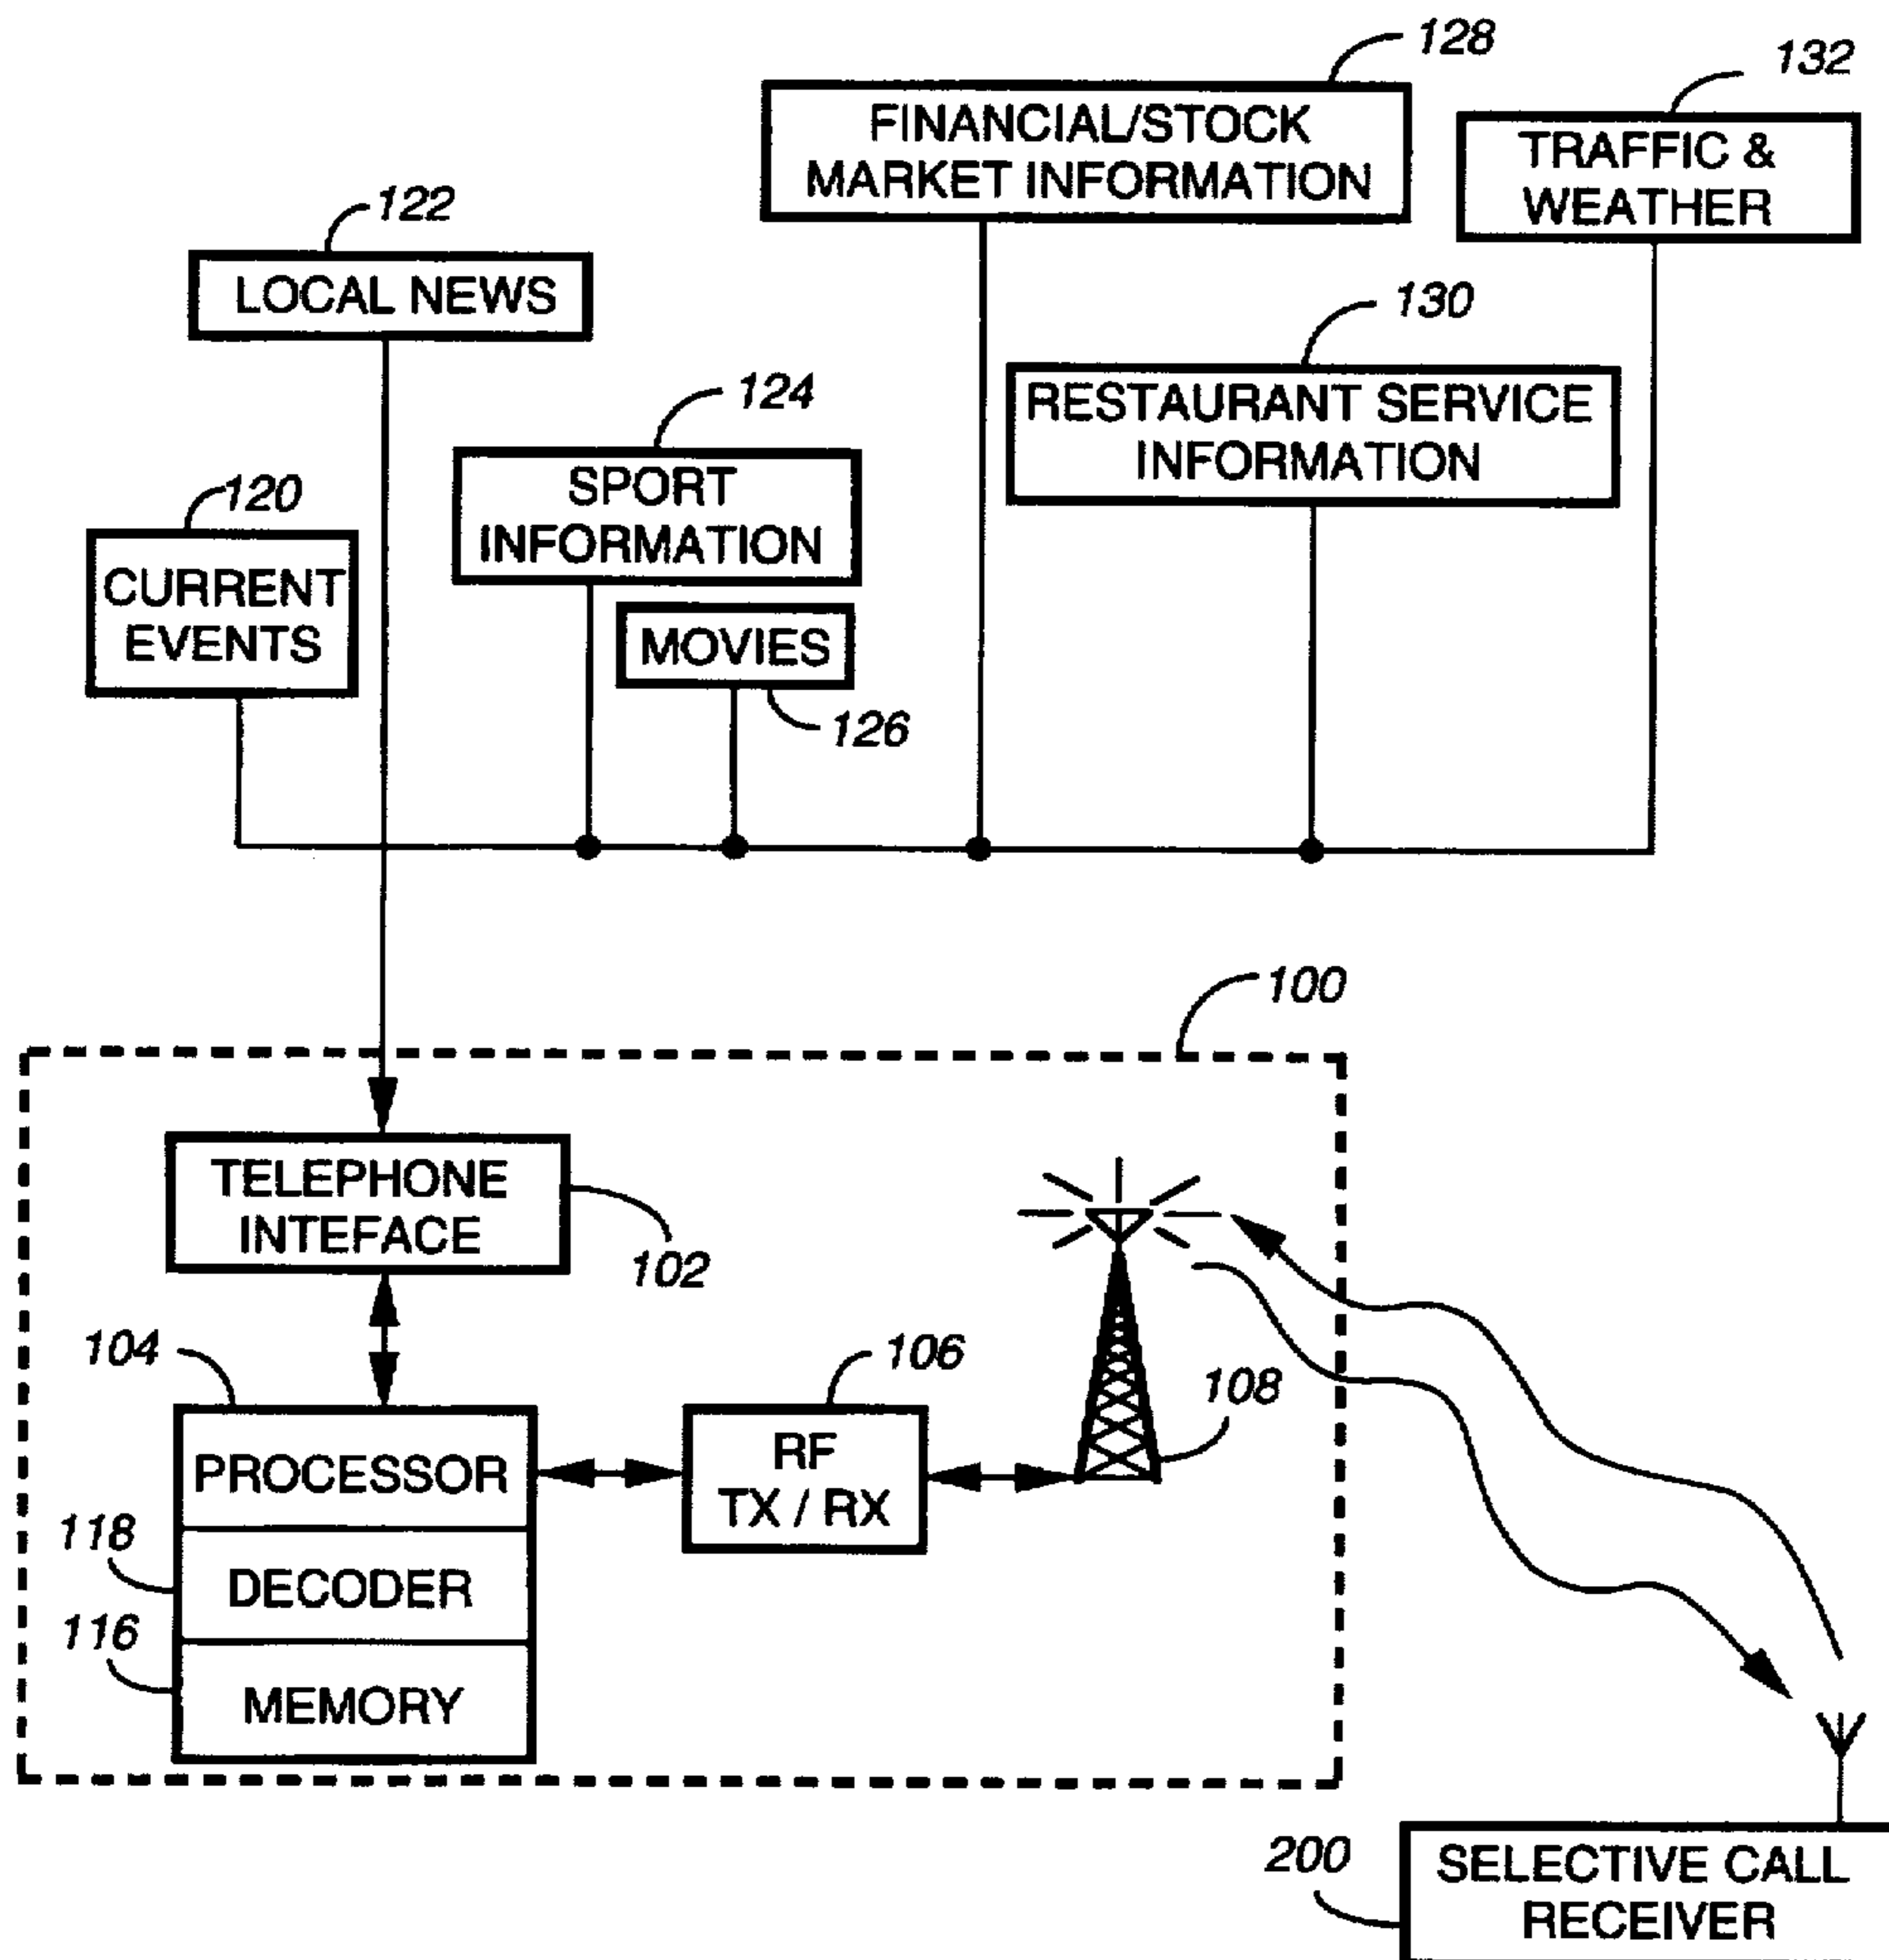 128
FINANCIAL/STOCK
MARKET INFORMATION
132
TRAFFIC &
WEATHER
122
LOCAL NEWS
130
RESTAURANT SERVICE
INFORMATION
124
SPORT
INFORMATION
120
CURRENT
EVENTS
MOVIES
126
100
TELEPHONE
INTEFACE
102
104
PROCESSOR
118
DECODER
116
MEMORY
106
RF
TX / RX
108
200
SELECTIVE CALL
RECEIVER